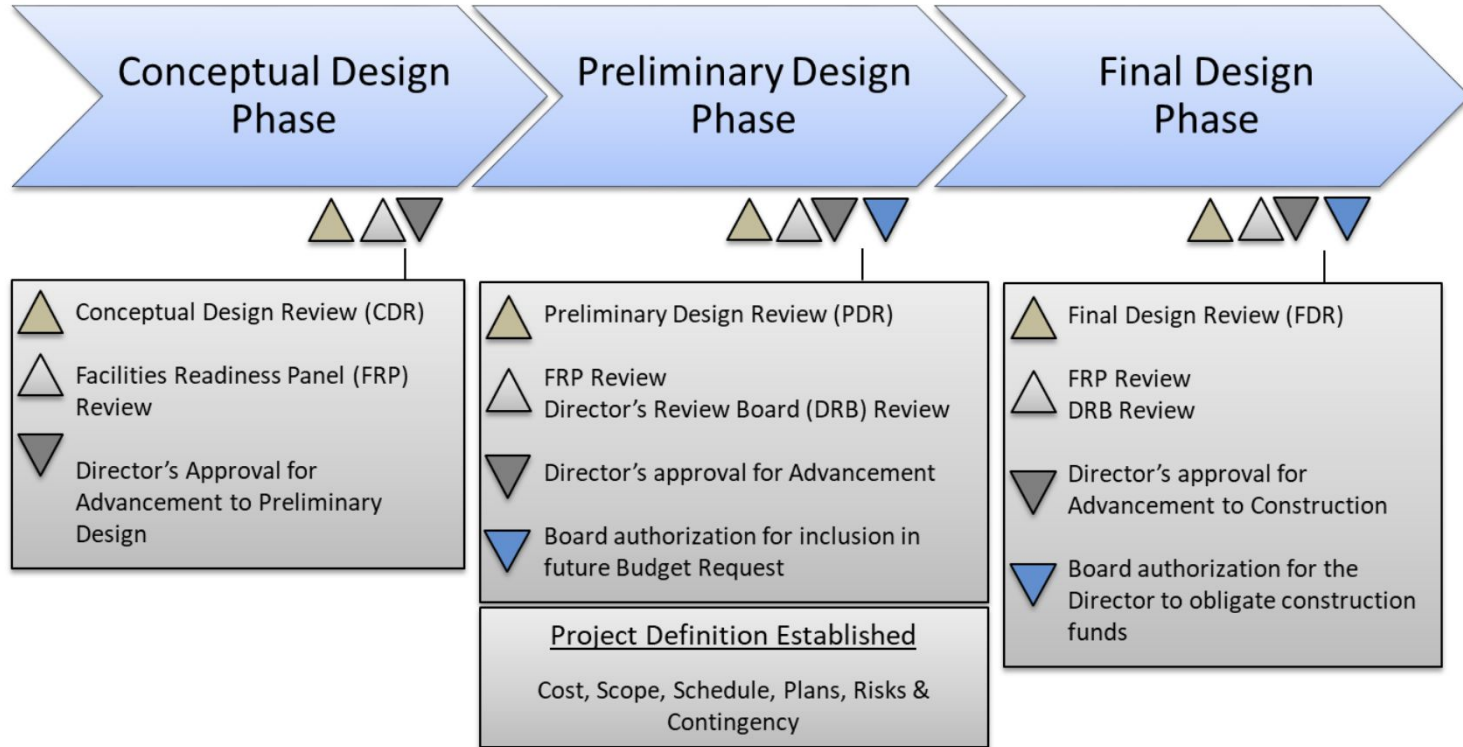 Conceptual Design
Phase
Preliminary Design
Phase
Final Design
Phase
Conceptual Design Review (CDR)
Facilities Readiness Panel (FRP)
Review
Director’s Approval for
Advancement to Preliminary
Design
Preliminary Design Review (PDR)
FRP Review
Director’s Review Board (DRB) Review
Director’s approval for Advancement
Board authorization for inclusion in
future Budget Request
Project Definition Established
Cost, Scope, Schedule, Plans, Risks &
Contingency
Final Design Review (FDR)
FRP Review
DRB Review
Director’s approval for
Advancement to Construction
Board authorization for the
Director to obligate construction
funds